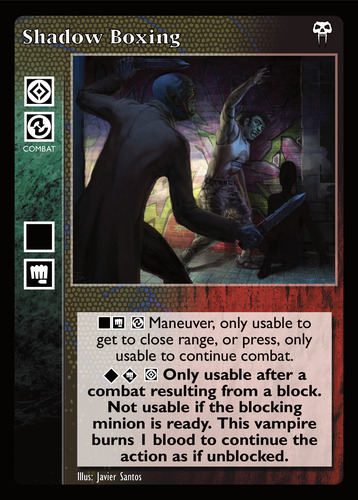 Shadow Boxing
COMBAT
Maneuver, only usable to
get to close range, or press, only
usable to continue combat.
Only usable after a
combat resulting from a block.
Not usable if the blocking
minion is ready. This vampire
burns 1 blood to continue the
action as if unblocked.
Illus: Javier Santos